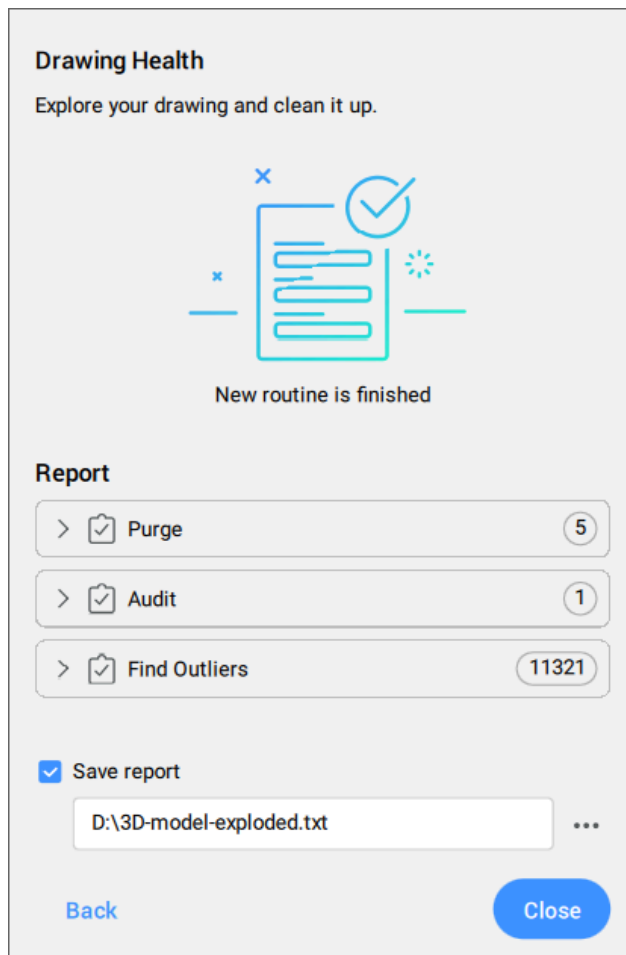 Drawing Health
Explore your drawing and clean it up.
New routine is finished
Report
Purge 5
Audit 1
Find Outliers 11321
Save report
D:\3D-model-exploded.txt
Back Close